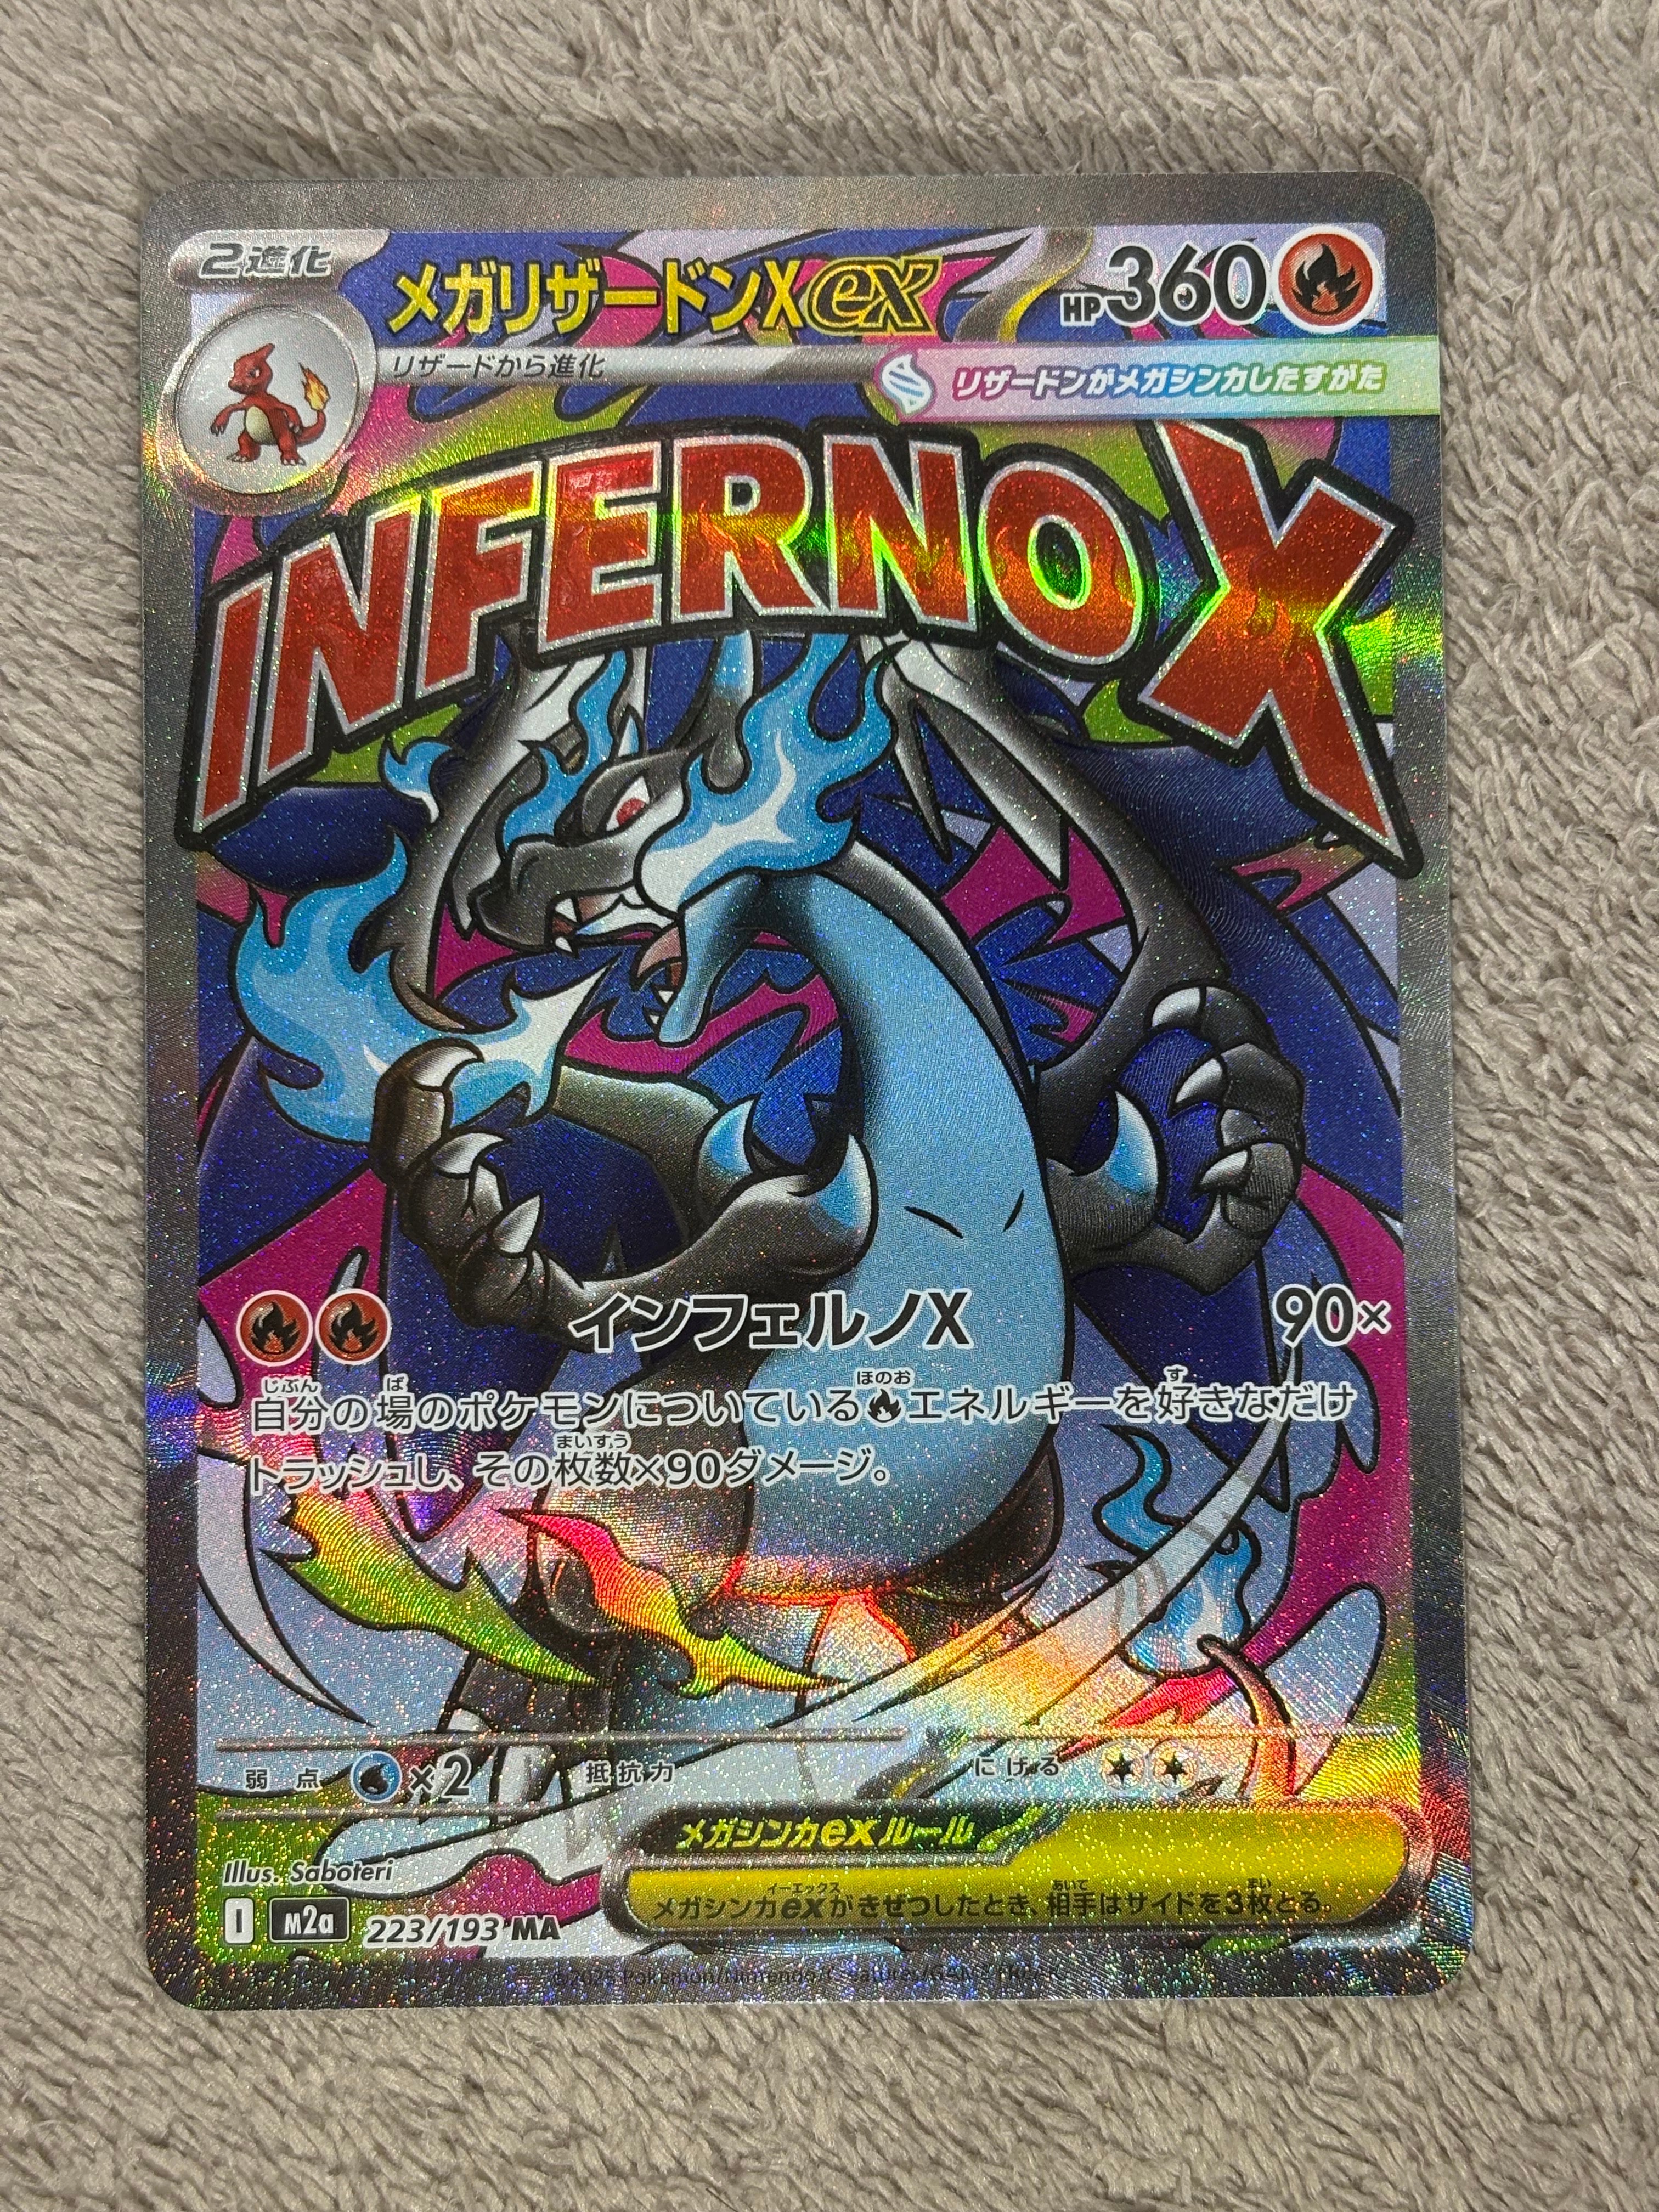 2進化
メガリザードンXex
HP360
リザードから進化
リザードンがメガシンカしたすがた
INFERNO X
インフェルノX 90×
自分の場のポケモンについているエネルギーを好きなだけ
トラッシュし、その枚数×90ダメージ。
弱点 ×2 抵抗力 にげる
メガシンカexルール
メガシンカexがきぜつしたとき、相手はサイドを3枚とる。
Illus. Saboteri
I m2a 223/193 MA
©2025 Pokémon/Nintendo/Creatures/GAME FREAK